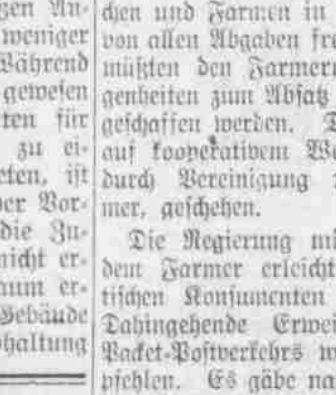 zen An-
weniger
Während
gewesen
ten für
zu ei-
eten, ist
er Vor-
die Zu-
nicht er-
aum er-
Gebäude
bhaltung
chen und Farmen in
von allen Abgaben fre
müßten den Farmern
genheiten zum Absatz
geschaffen werden. D
auf kooperativem We
durch Vereinigung
mer, geschehen.
Die Regierung mü
dem Farmer erleicht
tischen Konsumenten
Dahingehende Erwei
Packet-Postverkehrs w
pfehlen. Es gäbe na